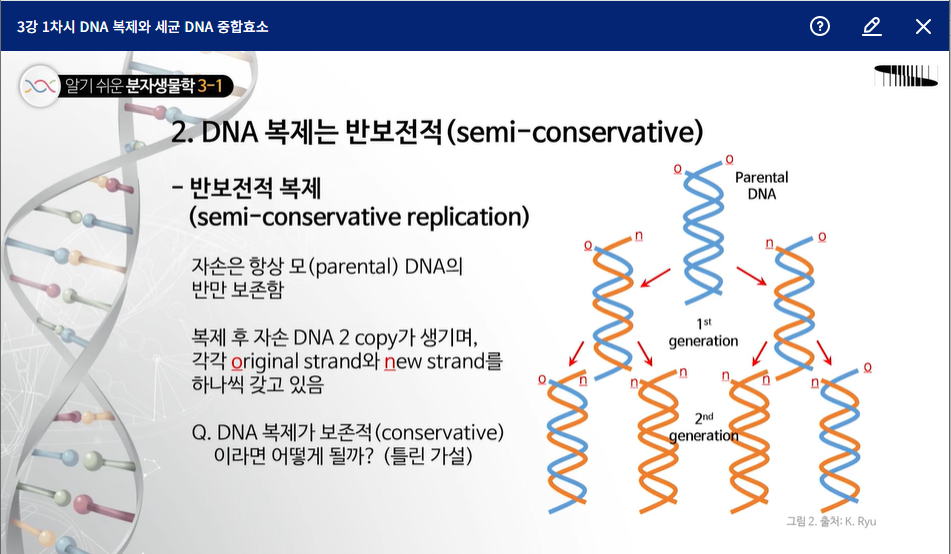 3강 1차시 DNA 복제와 세균 DNA 중합효소
알기 쉬운 분자생물학 3-1
2. DNA 복제는 반보전적(semi-conservative)
- 반보전적 복제
(semi-conservative replication)
자손은 항상 모(parental) DNA의
반만 보존함
복제 후 자손 DNA 2 copy가 생기며,
각각 original strand와 new strand를
하나씩 갖고 있음
Q. DNA 복제가 보존적(conservative)
이라면 어떻게 될까? (틀린 가설)
o
o
Parental
DNA
o
n
n
o
1st
generation
o
n
n
n
n
n
n
o
2nd
generation
그림 2. 출처: K. Ryu